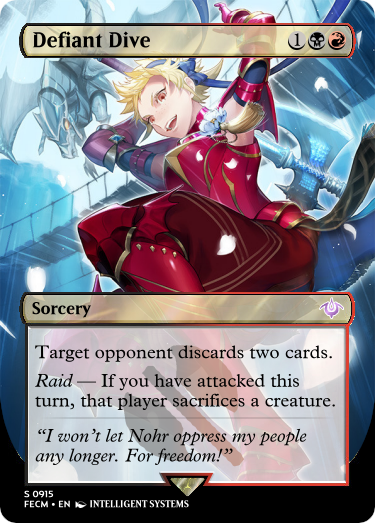 Defiant Dive 1
Sorcery
Target opponent discards two cards.
Raid — If you have attacked this
turn, that player sacrifices a creature.
“I won’t let Nohr oppress my people
any longer. For freedom!”
S 0915
FECM • EN INTELLIGENT SYSTEMS